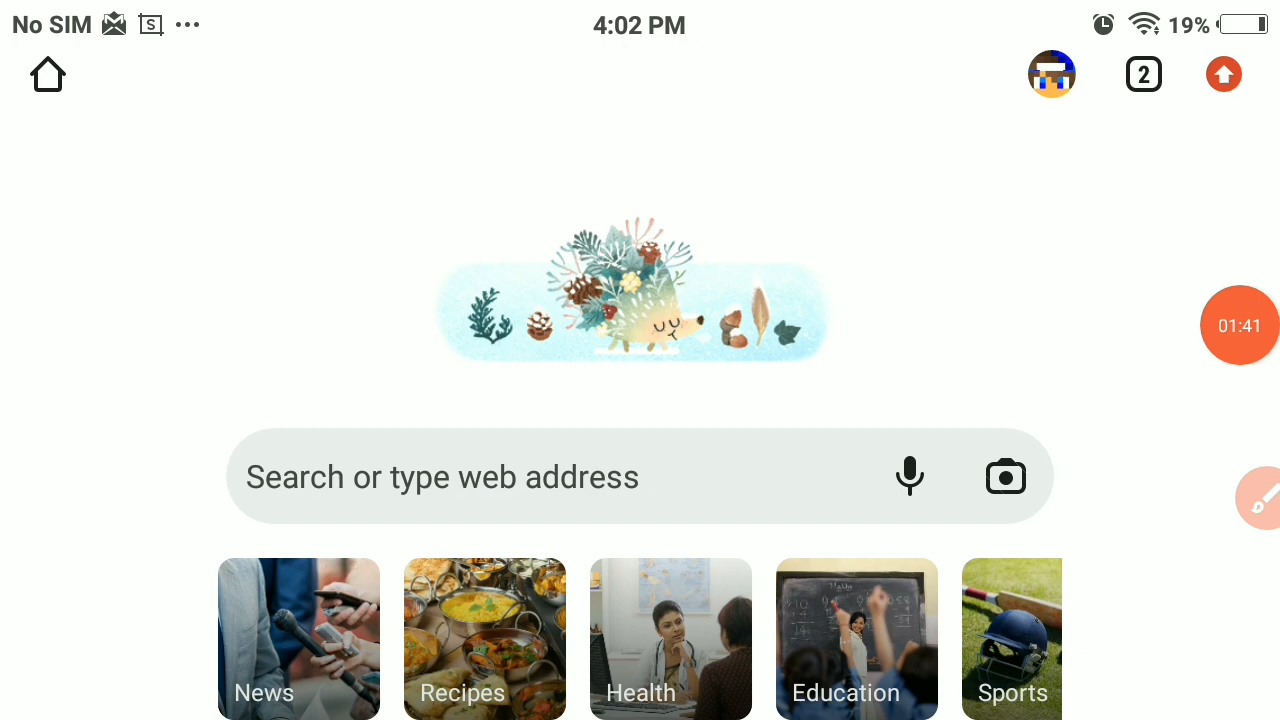 No SIM S 4:02 PM 19%
2
01:41
Search or type web address
News Recipes Health Education Sports